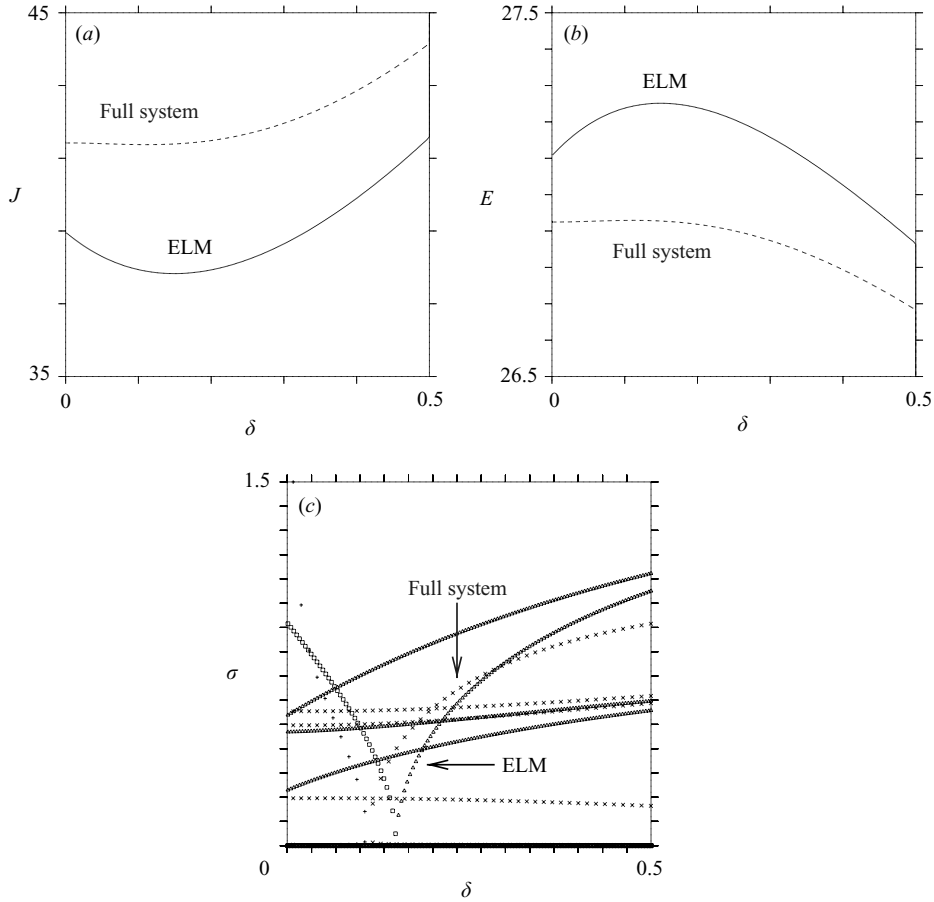 45
(a)
Full system
J
ELM
35
0
0.5
δ
27.5
(b)
ELM
E
Full system
26.5
0
0.5
δ
1.5
(c)
Full system
σ
ELM
0
0.5
δ